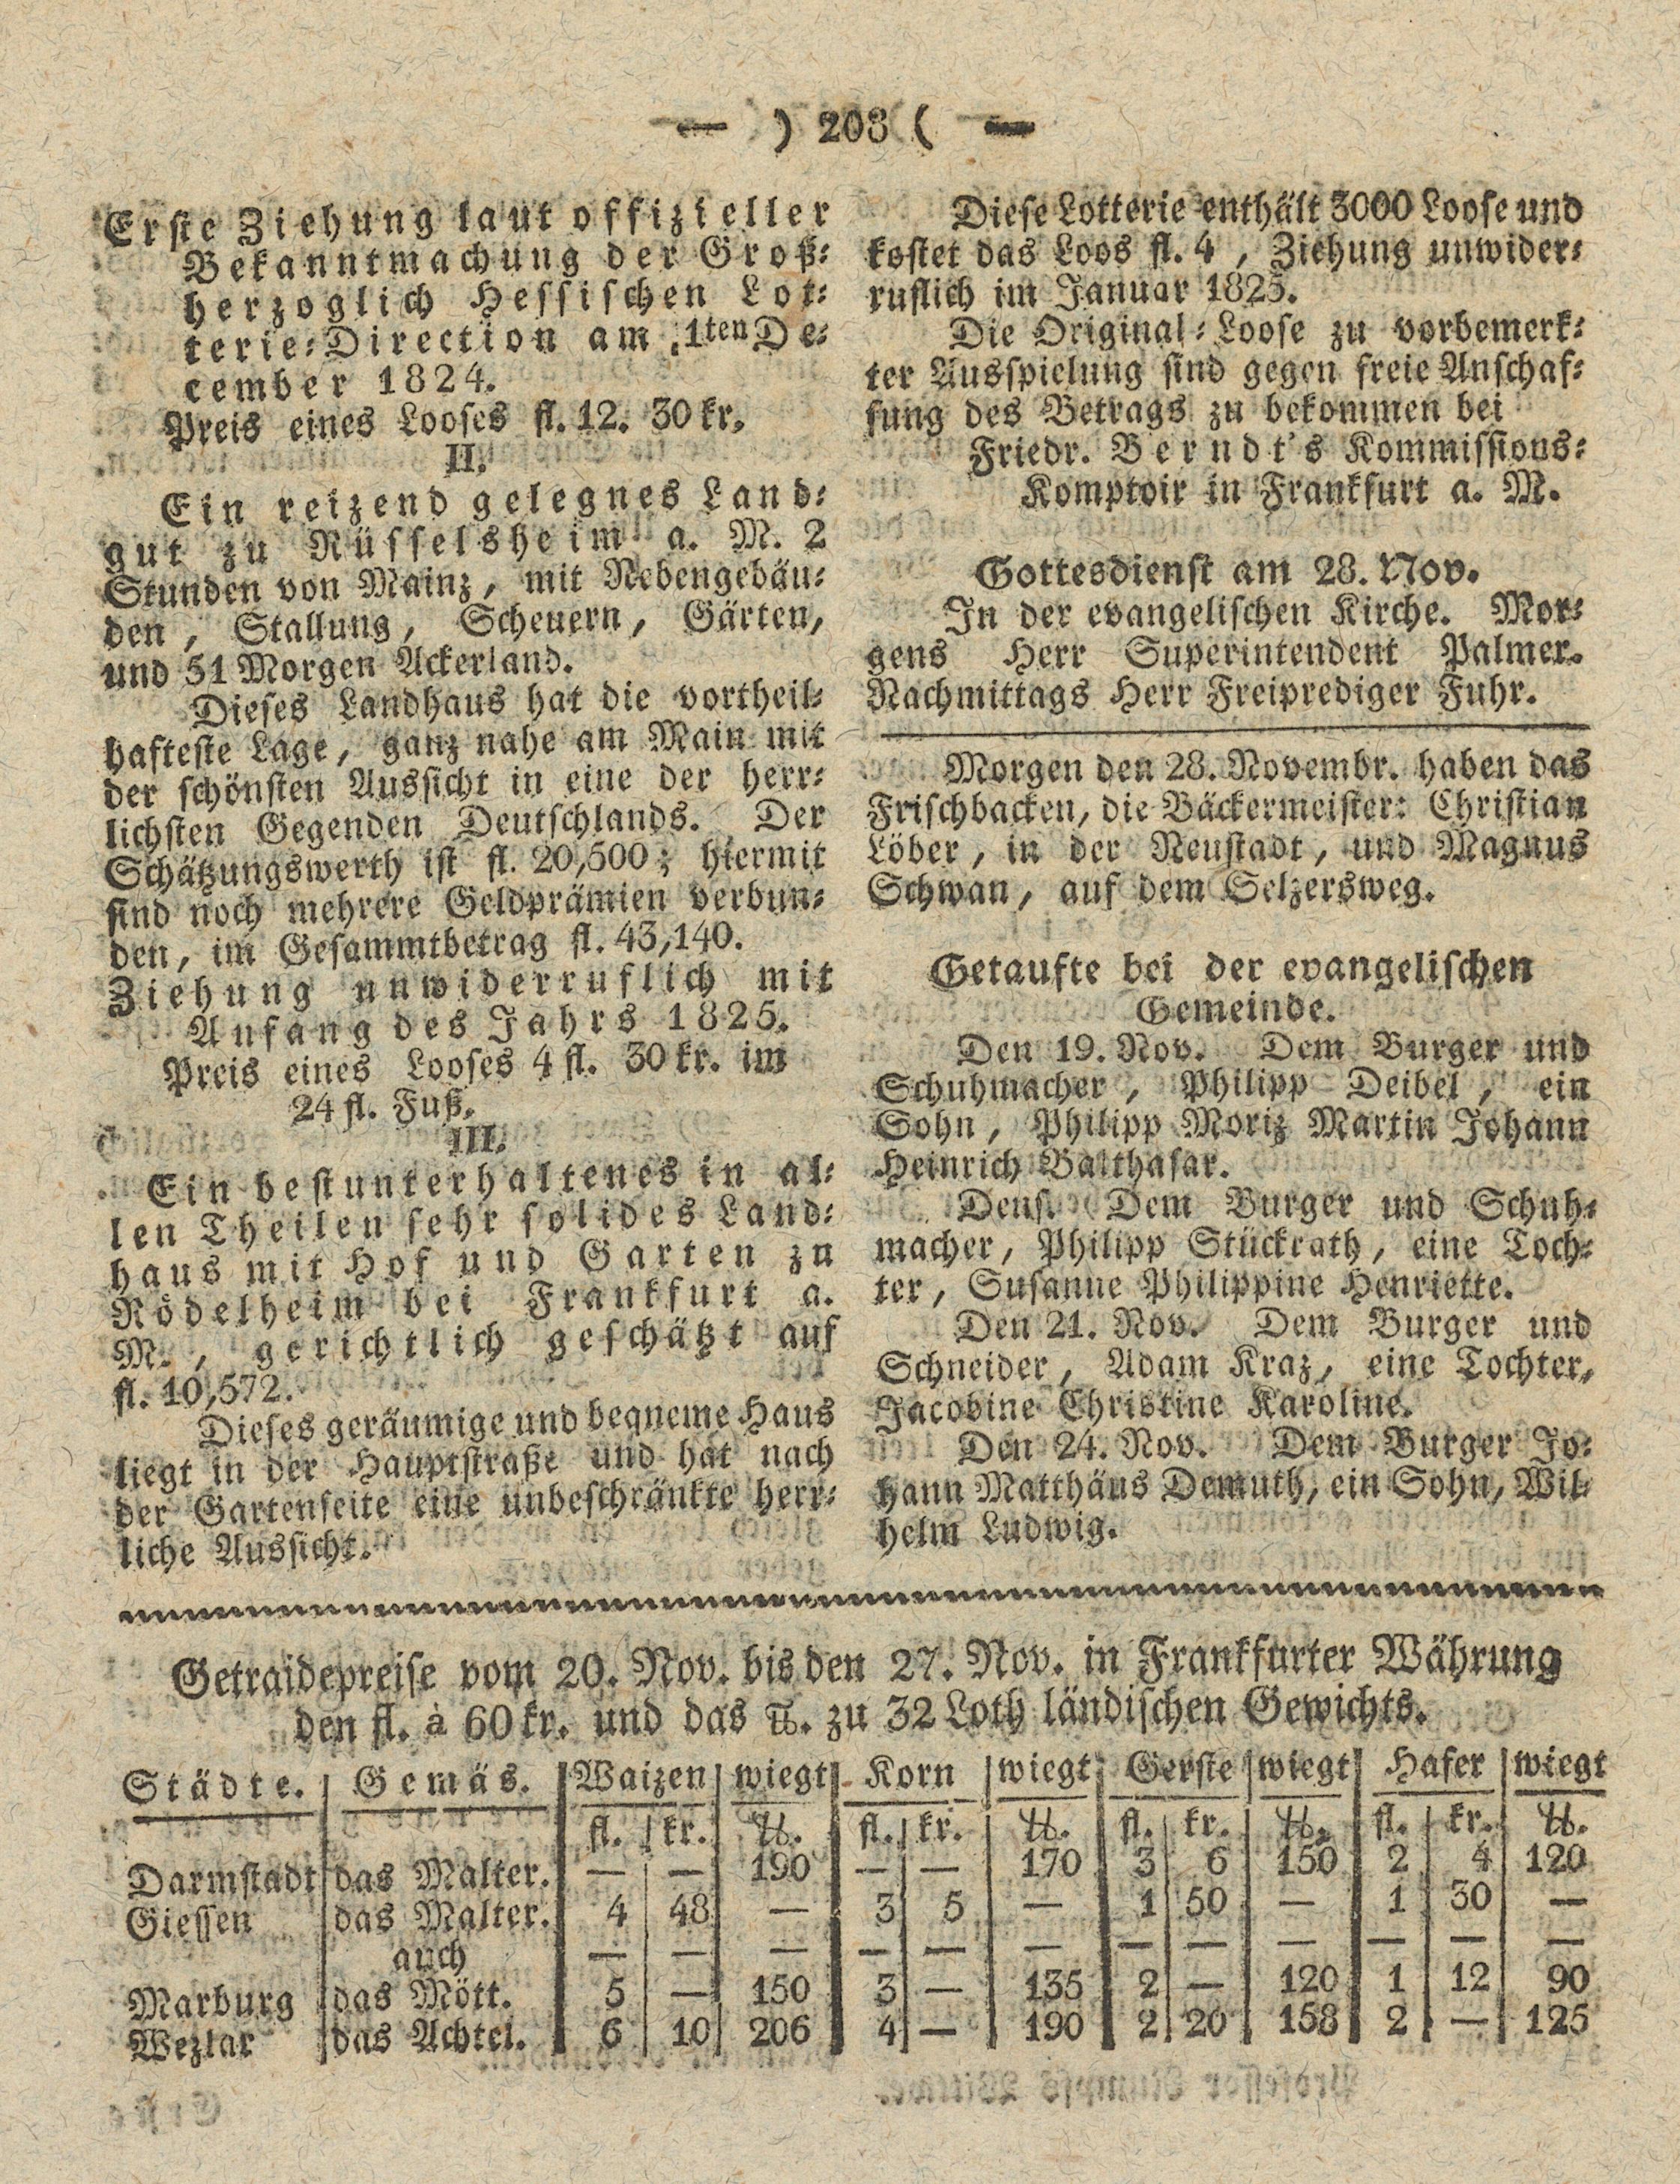 — ) 203 ( —
Erste Ziehung laut offizieller
Bekanntmachung der Groß-
herzoglich Hessischen Lot-
terie-Direction am 1ten De-
cember 1824.
Preis eines Looses fl. 12. 30 kr.
II.
Ein reizend gelegnes Land-
gut zu Rüsselsheim a. M. 2
Stunden von Mainz, mit Nebengebäu-
den, Stallung, Scheuern, Gärten,
und 51 Morgen Ackerland.
Dieses Landhaus hat die vortheil-
hafteste Lage, ganz nahe am Main mit
der schönsten Aussicht in eine der herr-
lichsten Gegenden Deutschlands. Der
Schätzungswerth ist fl. 20,500; hiermit
sind noch mehrere Geldprämien verbun-
den, im Gesammtbetrag fl. 43,140.
Ziehung unwiderruflich mit
Anfang des Jahrs 1825.
Preis eines Looses 4 fl. 30 kr. im
24 fl. Fuß.
III.
Ein bestunterhaltenes in al-
len Theilen sehr solides Land-
haus mit Hof und Garten zu
Rödelheim bei Frankfurt a.
M., gerichtlich geschätzt auf
fl. 10,572.
Dieses geräumige und bequeme Haus
liegt in der Hauptstraße und hat nach
der Gartenseite eine unbeschränkte herr-
liche Aussicht.
Diese Lotterie enthält 3000 Loose und
kostet das Loos fl. 4, Ziehung unwider-
ruflich im Januar 1825.
Die Original-Loose zu vorbemerk-
ter Ausspielung sind gegen freie Anschaf-
fung des Betrags zu bekommen bei
Friedr. Berndt's Kommissions-
Komptoir in Frankfurt a. M.
Gottesdienst am 28. Nov.
In der evangelischen Kirche. Mor-
gens Herr Superintendent Palmer.
Nachmittags Herr Freiprediger Fuhr.
Morgen den 28. Novembr. haben das
Frischbacken, die Bäckermeister: Christian
Löber, in der Neustadt, und Magnus
Schwan, auf dem Selzersweg.
Getaufte bei der evangelischen
Gemeinde.
Den 19. Nov. Dem Burger und
Schuhmacher, Philipp Deibel, ein
Sohn, Philipp Moriz Martin Johann
Heinrich Balthasar.
Dens. Dem Burger und Schuh-
macher, Philipp Stückrath, eine Toch-
ter, Susanne Philippine Henriette.
Den 21. Nov. Dem Burger und
Schneider, Adam Kraz, eine Tochter,
Jacobine Christine Karoline.
Den 24. Nov. Dem Burger Jo-
hann Matthäus Demuth, ein Sohn, Wil-
helm Ludwig.
Getraidepreise vom 20. Nov. bis den 27. Nov. in Frankfurter Währung
den fl. à 60 kr. und das ℔. zu 32 Loth ländischen Gewichts.
Städte. Gemäs. Waizen wiegt Korn wiegt Gerste wiegt Hafer wiegt
fl. kr. ℔. fl. kr. ℔. fl. kr. ℔. fl. kr. ℔.
Darmstadt das Malter. — — 190 — — 170 3 6 150 2 4 120
Giessen das Malter. 4 48 — 3 5 — 1 50 — 1 30 —
auch — — — — — — — — — — — —
Marburg das Mött. 5 — 150 3 — 135 2 — 120 1 12 90
Wezlar das Achtel. 6 10 206 4 — 190 2 20 158 2 — 125